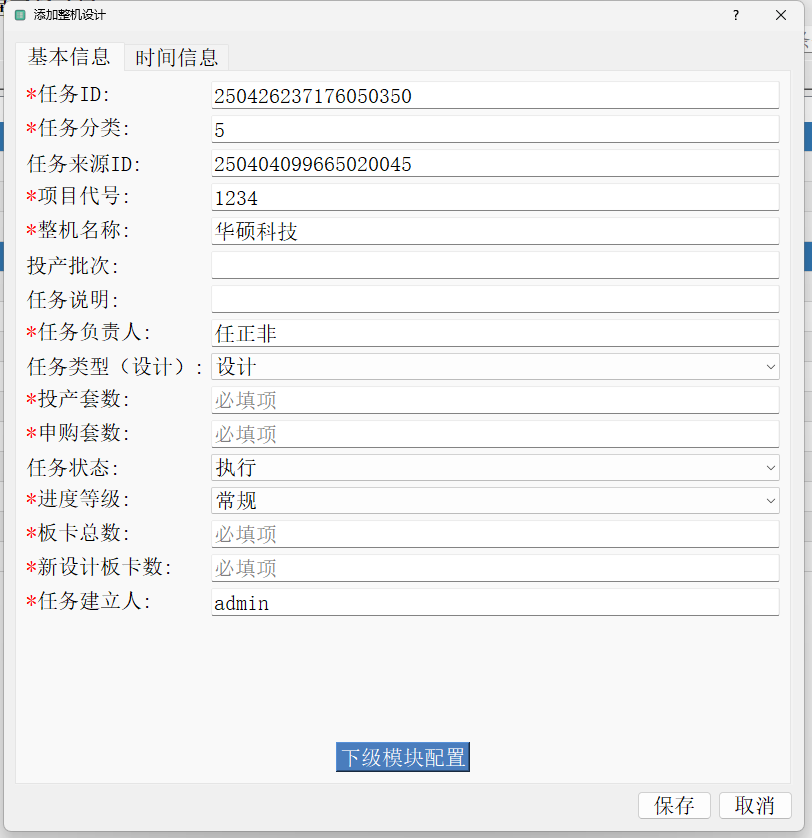 添加整机设计 ?
基本信息 时间信息
*任务ID: 250426237176050350
*任务分类: 5
任务来源ID: 250404099665020045
*项目代号: 1234
*整机名称: 华硕科技
投产批次:
任务说明:
*任务负责人: 任正非
任务类型（设计）: 设计
*投产套数: 必填项
*申购套数: 必填项
任务状态: 执行
*进度等级: 常规
*板卡总数: 必填项
*新设计板卡数: 必填项
*任务建立人: admin
下级模块配置
保存 取消